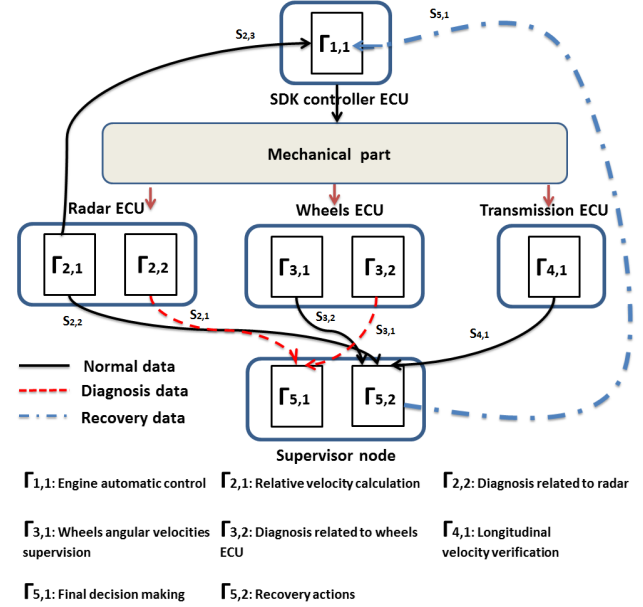 S2,3
S5,1
Γ1,1
SDK controller ECU
Mechanical part
Radar ECU
Wheels ECU
Transmission ECU
Γ2,1
Γ2,2
Γ3,1
Γ3,2
Γ4,1
S2,2
S2,1
S3,2
S3,1
S4,1
Normal data
Diagnosis data
Recovery data
Γ5,1
Γ5,2
Supervisor node
Γ1,1: Engine automatic control
Γ2,1: Relative velocity calculation
Γ2,2: Diagnosis related to radar
Γ3,1: Wheels angular velocities
supervision
Γ3,2: Diagnosis related to wheels
ECU
Γ4,1: Longitudinal
velocity verification
Γ5,1: Final decision making
Γ5,2: Recovery actions